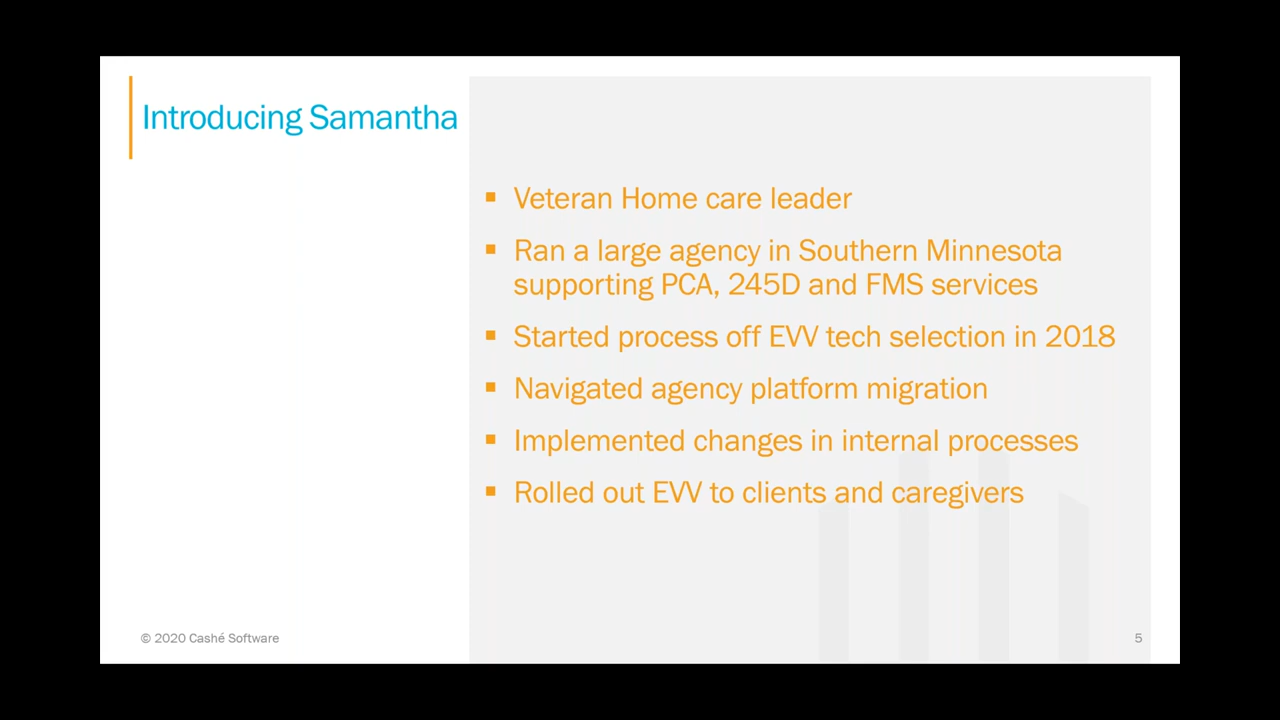 Introducing Samantha
▪ Veteran Home care leader
▪ Ran a large agency in Southern Minnesota
supporting PCA, 245D and FMS services
▪ Started process off EVV tech selection in 2018
▪ Navigated agency platform migration
▪ Implemented changes in internal processes
▪ Rolled out EVV to clients and caregivers
© 2020 Cashé Software
5